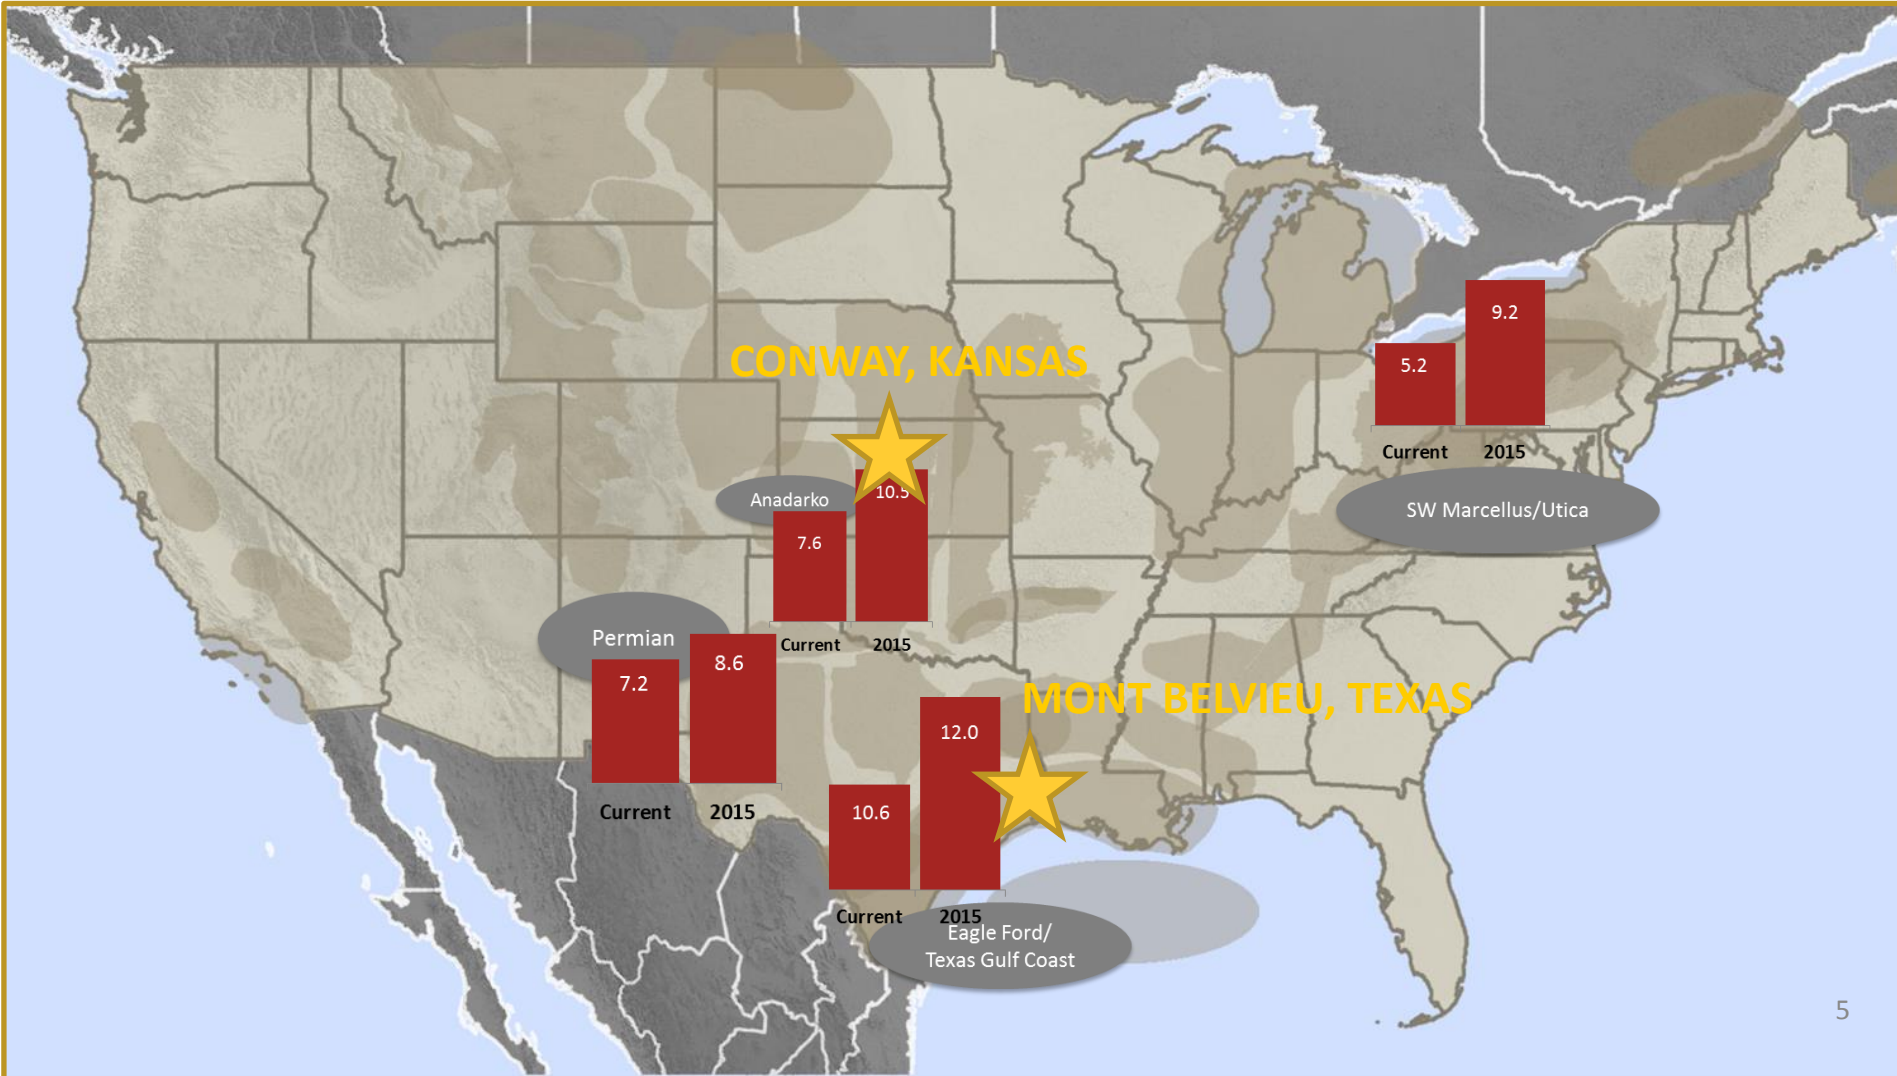 9.2
5.2
Current 2015
SW Marcellus/Utica
CONWAY, KANSAS
10.5
Anadarko
7.6
Current 2015
Permian
8.6
7.2
Current 2015
MONT BELVIEU, TEXAS
12.0
10.6
Current 2015
Eagle Ford/
Texas Gulf Coast
5